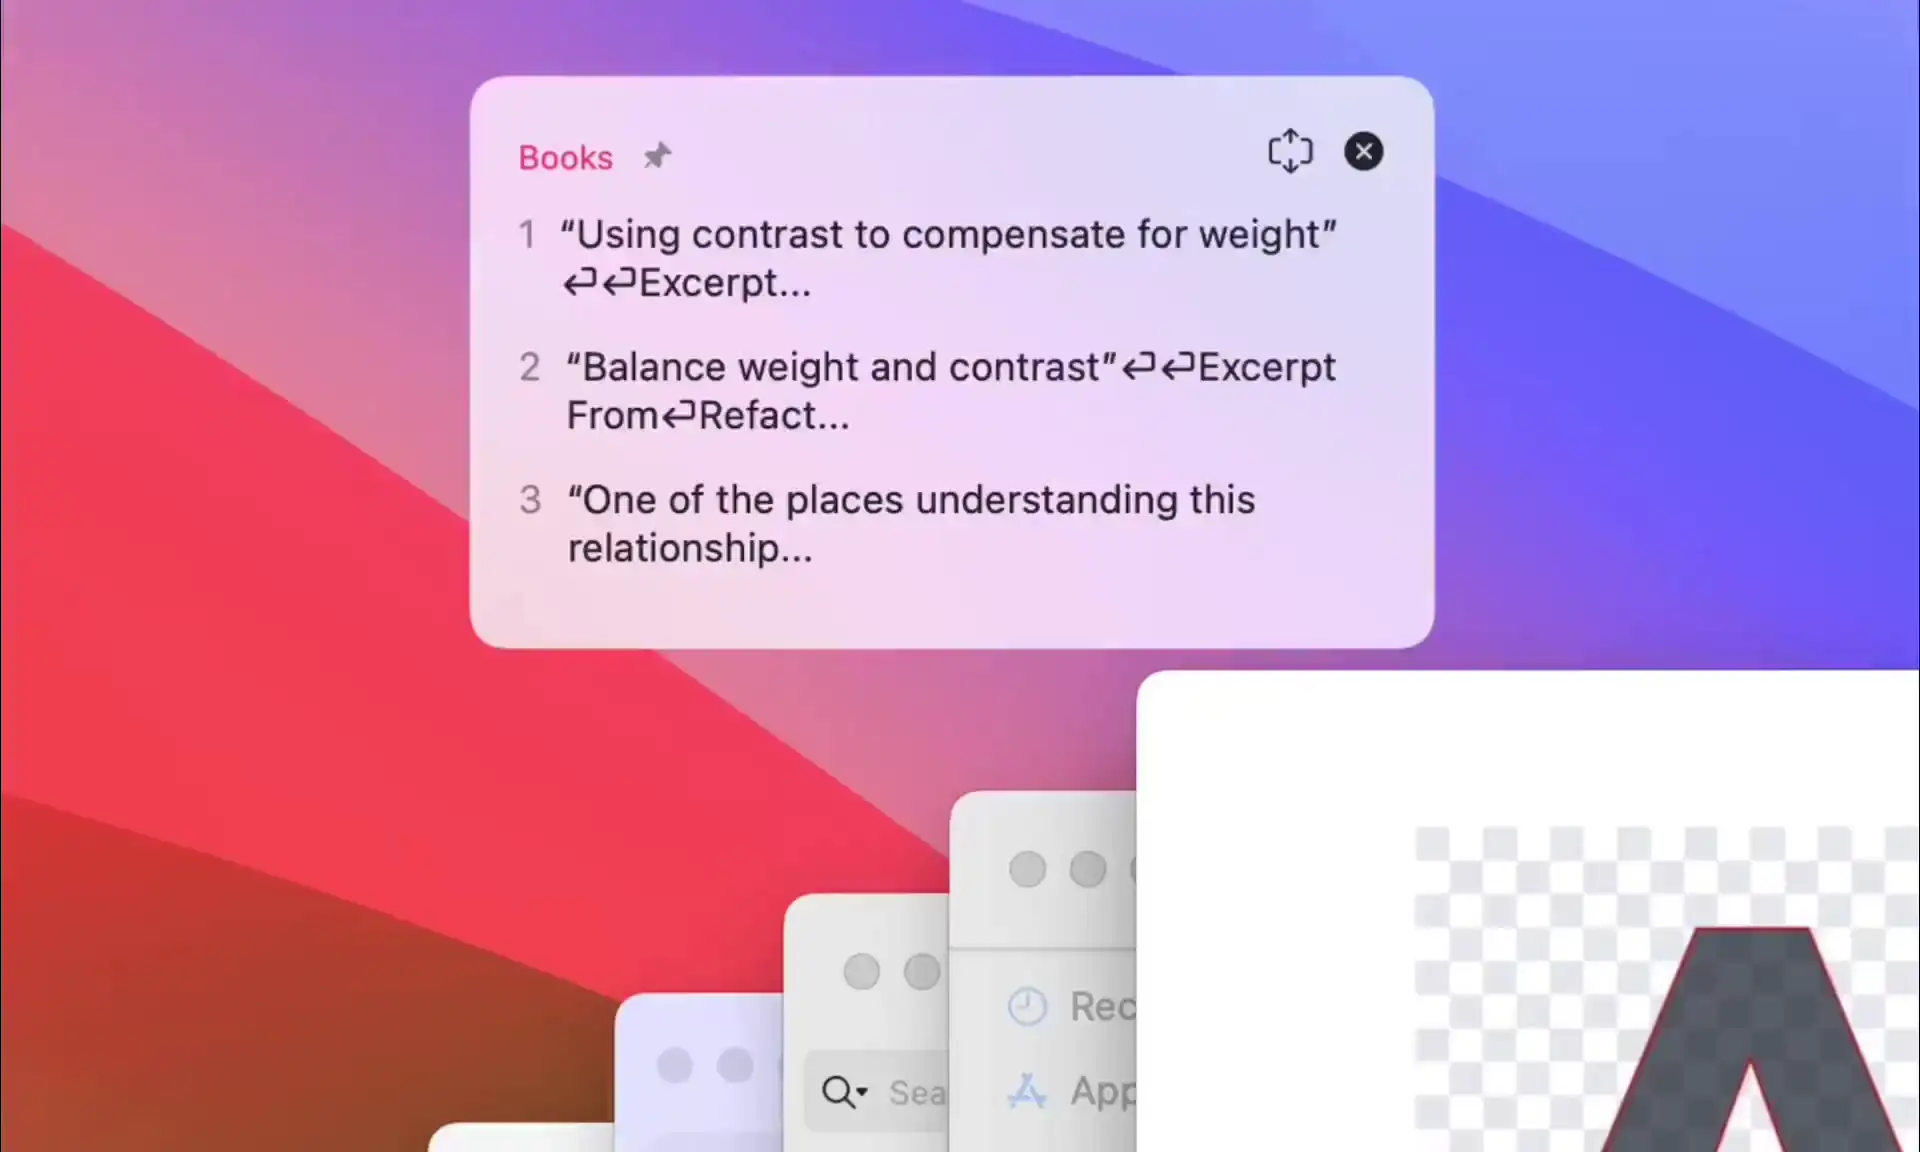 Books
1 “Using contrast to compensate for weight”
⏎⏎Excerpt...
2 “Balance weight and contrast”⏎⏎Excerpt
From⏎Refact...
3 “One of the places understanding this
relationship...
Rec
Sea
App
A